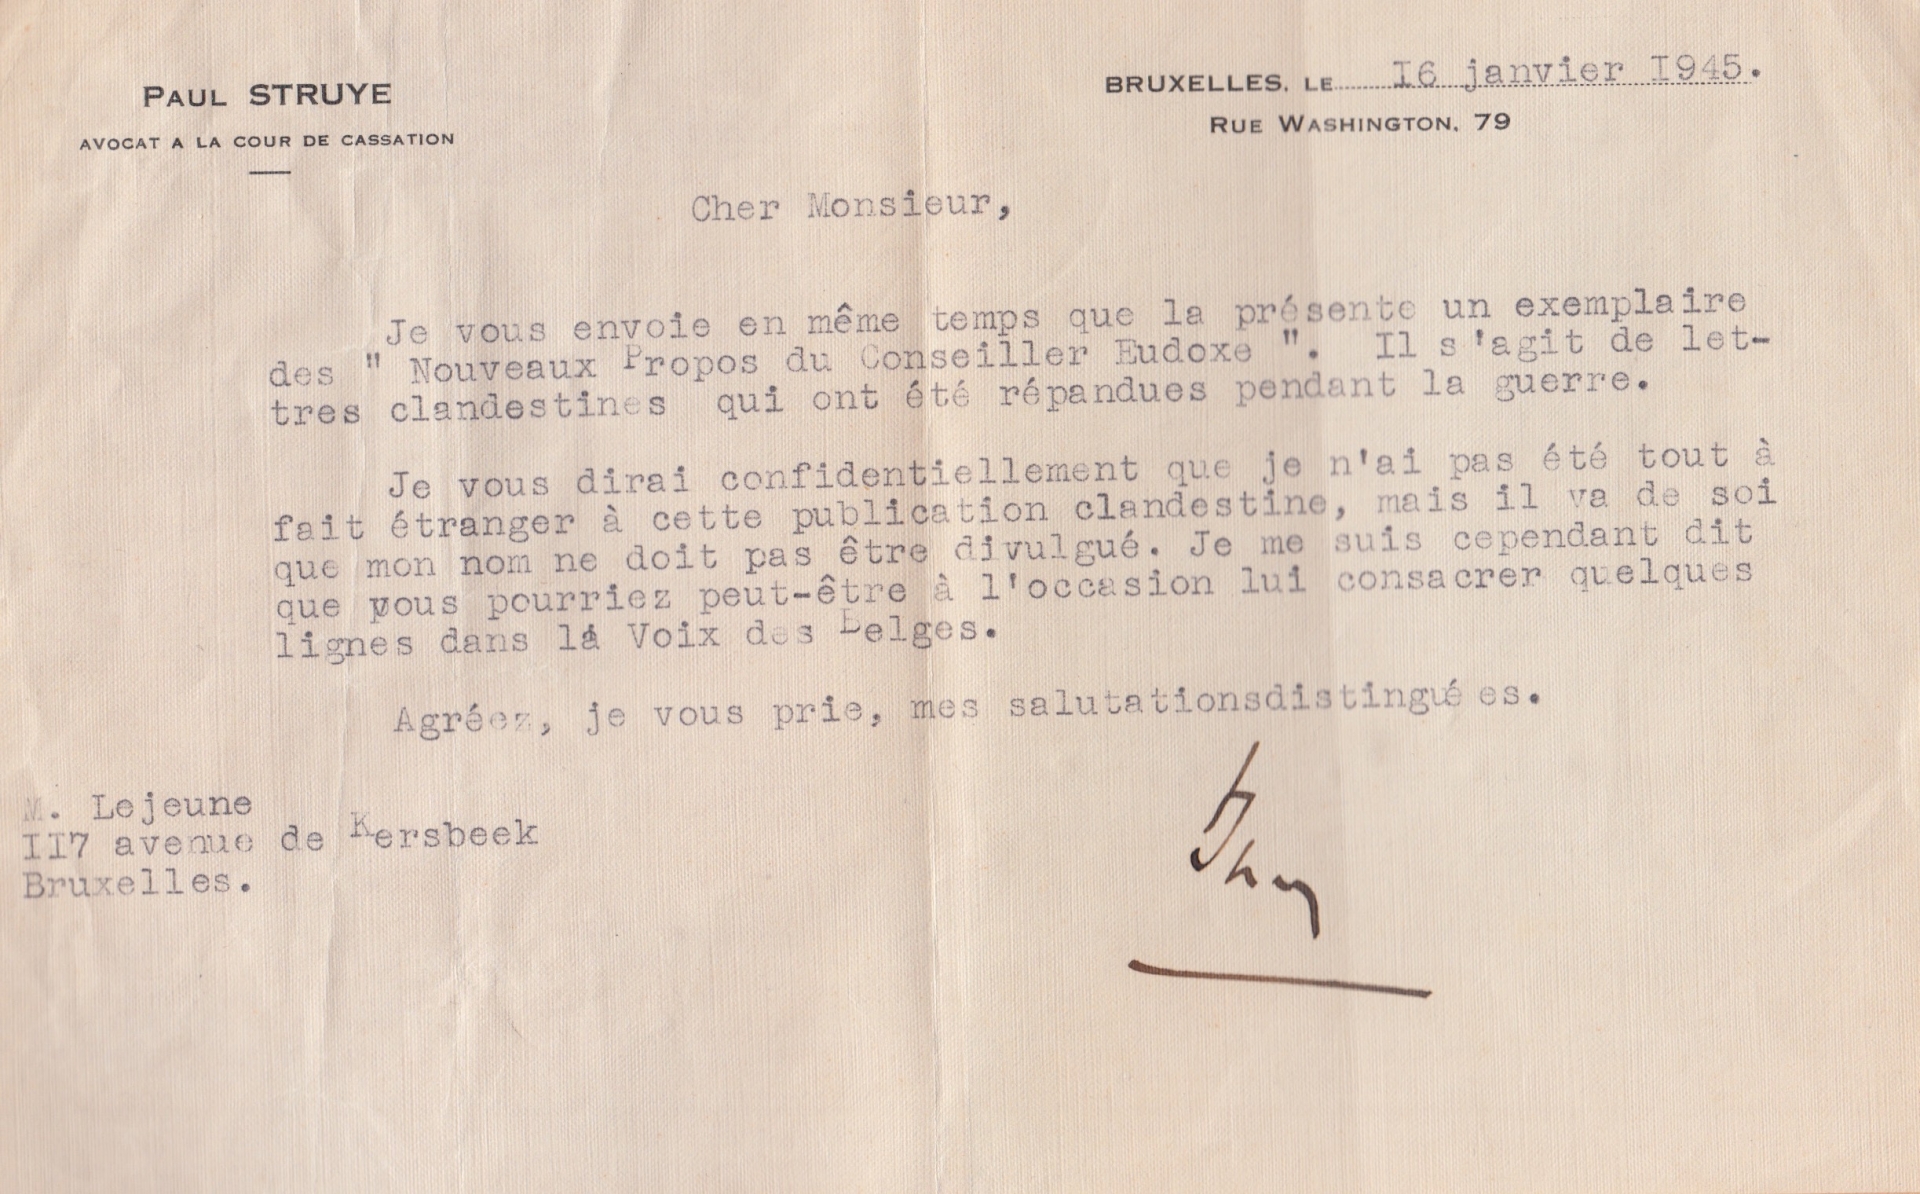 PAUL STRUYE
AVOCAT A LA COUR DE CASSATION
BRUXELLES, LE 16 janvier 1945.
RUE WASHINGTON, 79
Cher Monsieur,
Je vous envoie en même temps que la présente un exemplaire
des " Nouveaux Propos du Conseiller Eudoxe ". Il s'agit de let-
tres clandestines qui ont été répandues pendant la guerre.
Je vous dirai confidentiellement que je n'ai pas été tout à
fait étranger à cette publication clandestine, mais il va de soi
que mon nom ne doit pas être divulgué. Je me suis cependant dit
que vous pourriez peut-être à l'occasion lui consacrer quelques
lignes dans la Voix des Belges.
Agréez, je vous prie, mes salutationsdistinguées.
M. Lejeune
117 avenue de Kersbeek
Bruxelles.